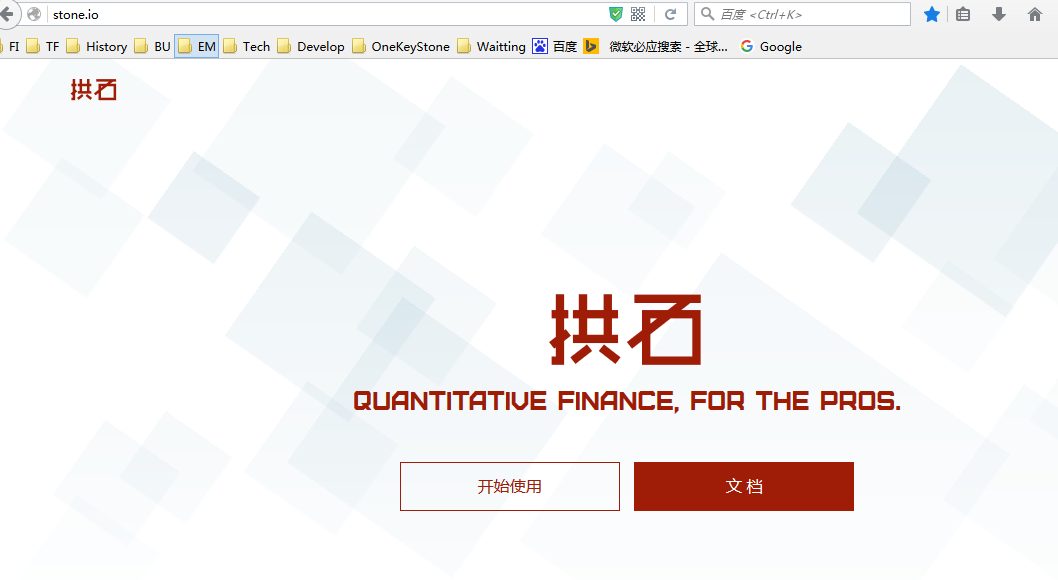 stone.io
百度 <Ctrl+K>
FI TF History BU EM Tech Develop OneKeyStone Waitting 百度 微软必应搜索 - 全球... Google
拱石
拱石
QUANTITATIVE FINANCE, FOR THE PROS.
开始使用 文 档